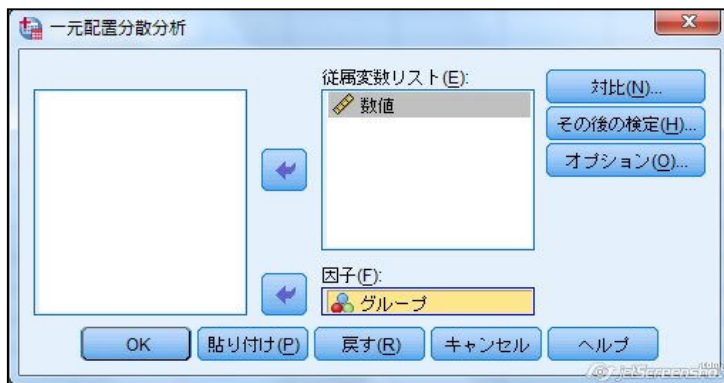 一元配置分散分析
従属変数リスト(E):
数値
対比(N)...
その後の検定(H)...
オプション(O)...
因子(F):
グループ
OK 貼り付け(P) 戻す(R) キャンセル ヘルプ
jetScreenshot
.com